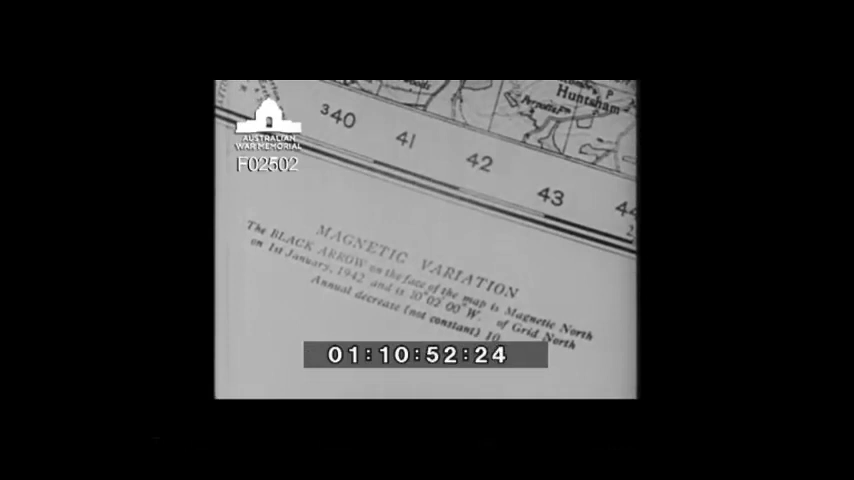 Huntsham
340
41
42
43
44
AUSTRALIAN
WAR MEMORIAL
F02502
MAGNETIC VARIATION
The BLACK ARROW on the face of the map is Magnetic North
on 1st January, 1942 and is 10°02'00" W. of Grid North
Annual decrease (not constant) 10
01:10:52:24